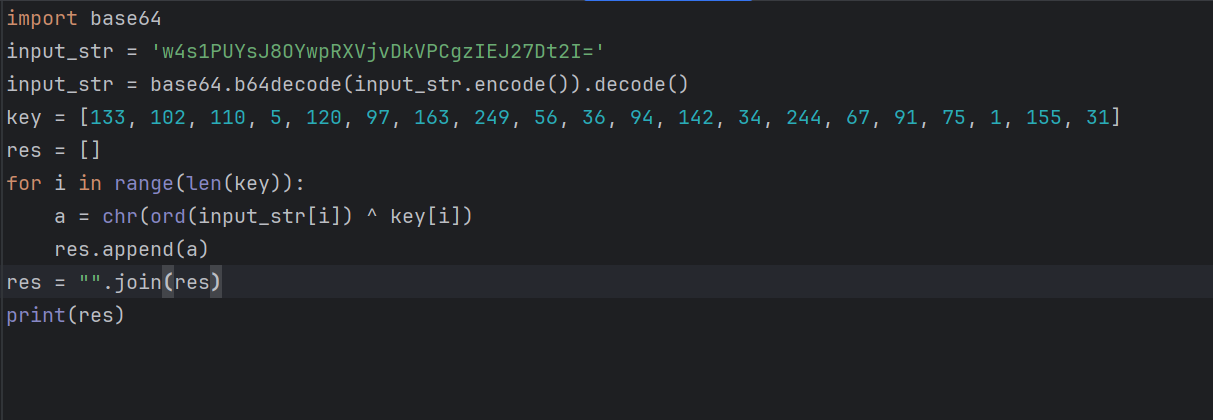 import base64
input_str = 'w4s1PUYsJ8OYwpRXVjvDkVPCgzIEJ27Dt2I='
input_str = base64.b64decode(input_str.encode()).decode()
key = [133, 102, 110, 5, 120, 97, 163, 249, 56, 36, 94, 142, 34, 244, 67, 91, 75, 1, 155, 31]
res = []
for i in range(len(key)):
    a = chr(ord(input_str[i]) ^ key[i])
    res.append(a)
res = "".join(res)
print(res)